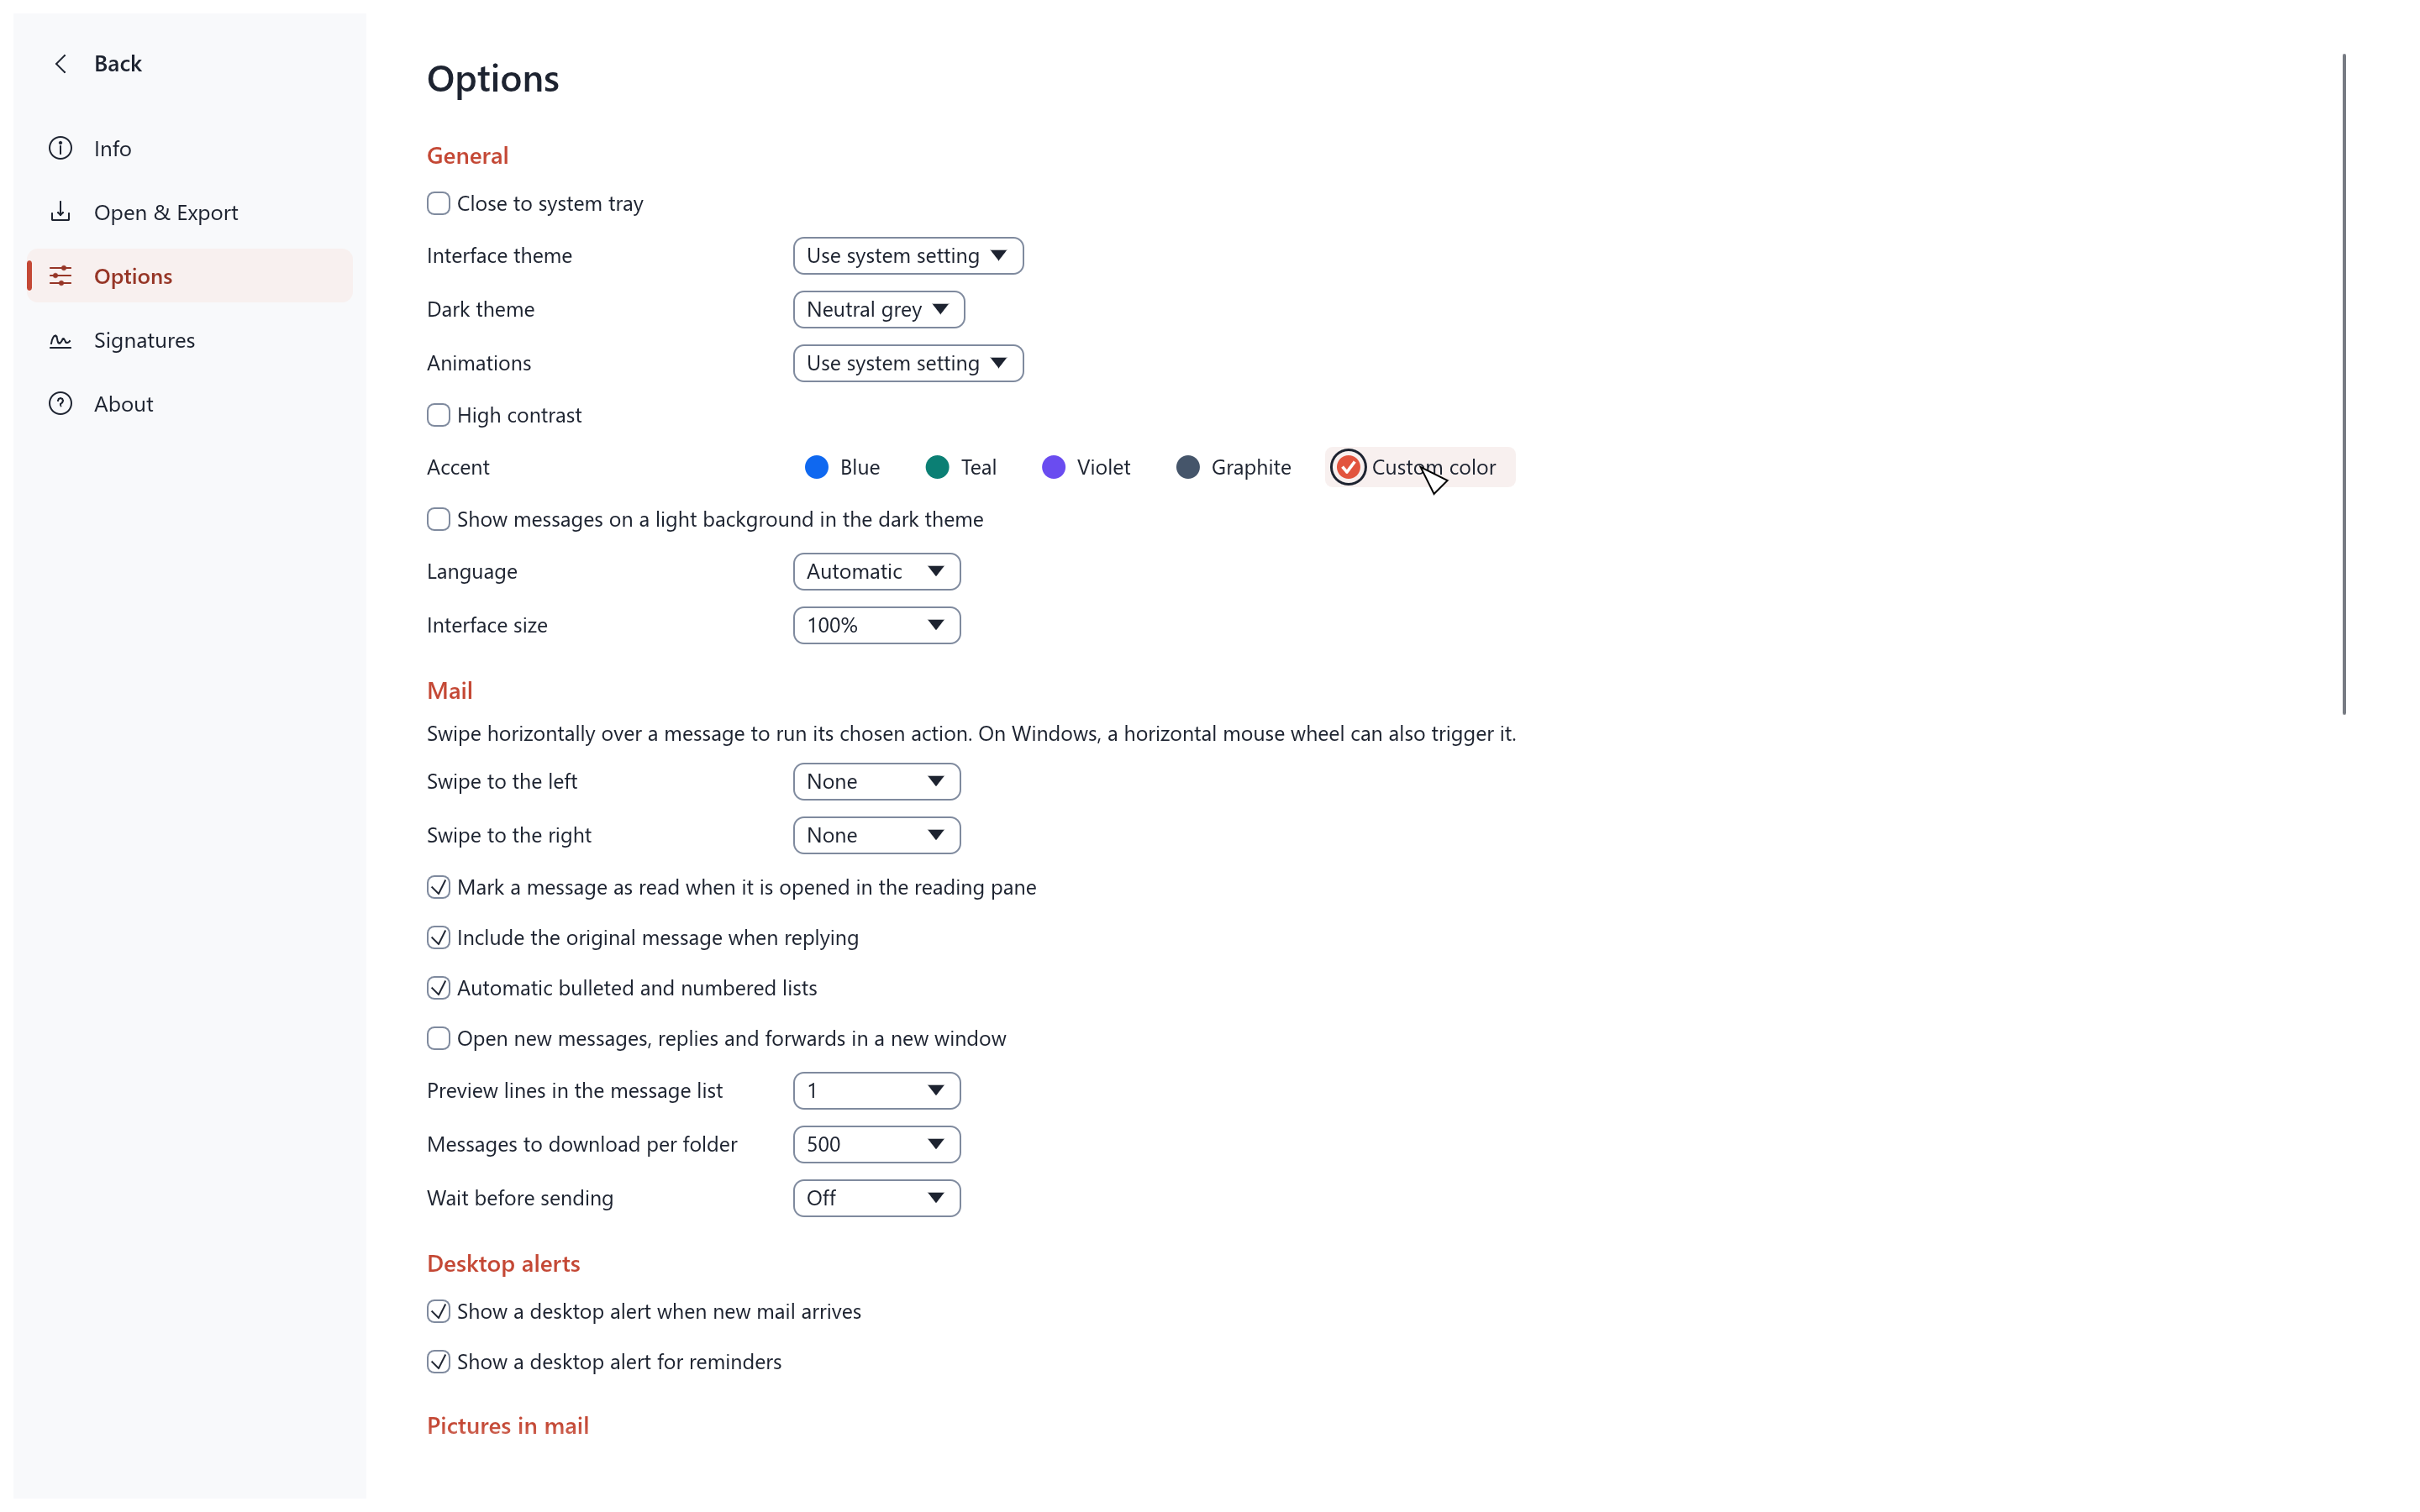 Back
Info
Open & Export
Options
Signatures
About
Options
General
Close to system tray
Interface theme Use system setting
Dark theme Neutral grey
Animations Use system setting
High contrast
Accent Blue Teal Violet Graphite Custom color
Show messages on a light background in the dark theme
Language Automatic
Interface size 100%
Mail
Swipe horizontally over a message to run its chosen action. On Windows, a horizontal mouse wheel can also trigger it.
Swipe to the left None
Swipe to the right None
Mark a message as read when it is opened in the reading pane
Include the original message when replying
Automatic bulleted and numbered lists
Open new messages, replies and forwards in a new window
Preview lines in the message list 1
Messages to download per folder 500
Wait before sending Off
Desktop alerts
Show a desktop alert when new mail arrives
Show a desktop alert for reminders
Pictures in mail